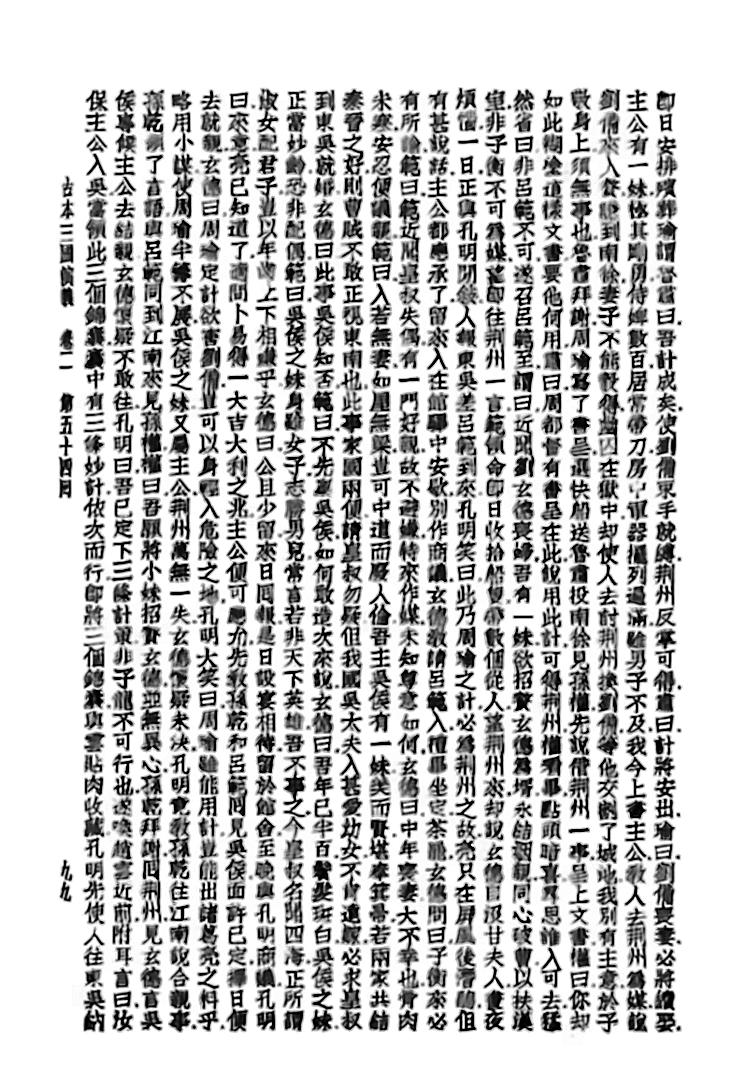 即日安排殯葬瑜謂魯肅曰吾計成矣使劉備束手就縛荆州反掌可得肅曰計將安出瑜曰劉備喪妻必將續娶
主公有一妹極其剛勇侍婢數百居常帶刀房中軍器擺列遍滿雖男子不及我今上書主公教人去荆州為媒說
劉備來入贅賺到南徐妻子不能彀得幽囚在獄中却使人去討荆州換劉備等他交割了城池我別有主意於子
敬身上須無事也魯肅拜謝周瑜寫了書呈選快船送魯肅投南徐見孫權先說借荆州一事呈上文書權曰你却
如此糊塗這樣文書要他何用肅曰周都督有書呈在此說用此計可得荆州權看畢點頭暗喜尋思誰人可去猛
然省曰非呂範不可遂召呂範至謂曰近聞劉玄德喪婦吾有一妹欲招贅玄德為壻永結姻親同心破曹以扶漢
室非子衡不可為媒望即往荆州一言範領命即日收拾船隻帶數個從人望荆州來却說玄德自沒甘夫人晝夜
煩惱一日正與孔明閒敘人報東吳差呂範到來孔明笑曰此乃周瑜之計必為荆州之故亮只在屏風後潛聽但
有甚說話主公都應承了留來人在館驛中安歇別作商議玄德教請呂範入禮畢坐定茶罷玄德問曰子衡來必
有所諭範曰範近聞皇叔失偶有一門好親故不避嫌特來作媒未知尊意如何玄德曰中年喪妻大不幸也骨肉
未寒安忍便議親範曰人若無妻如屋無梁豈可中道而廢人倫吾主吳侯有一妹美而賢堪奉箕帚若兩家共結
秦晉之好則曹賊不敢正視東南也此事家國兩便請皇叔勿疑但我國吳太夫人甚愛幼女不肯遠嫁必求皇叔
到東吳就婚玄德曰此事吳侯知否範曰不先稟吳侯如何敢造次來說玄德曰吾年已半百鬢髮斑白吳侯之妹
正當妙齡恐非配偶範曰吳侯之妹身雖女子志勝男兒常言若非天下英雄吾不事之今皇叔名聞四海正所謂
淑女配君子豈以年齒上下相嫌乎玄德曰公且少留來日回報是日設宴相待留於館舍至晚與孔明商議孔明
曰來意亮已知道了適間卜易得一大吉大利之兆主公便可應允先教孫乾和呂範同見吳侯面許已定擇日便
去就親玄德曰周瑜定計欲害劉備豈可以身輕入危險之地孔明大笑曰周瑜雖能用計豈能出諸葛亮之料乎
略用小謀使周瑜半籌不展吳侯之妹又屬主公荆州萬無一失玄德懷疑未決孔明竟教孫乾往江南說合親事
孫乾領了言語與呂範同到江南來見孫權權曰吾願將小妹招贅玄德並無異心孫乾拜謝回荆州見玄德言吳
侯專候主公去結親玄德懷疑不敢往孔明曰吾已定下三條計策非子龍不可行也遂喚趙雲近前附耳言曰汝
保主公入吳當領此三個錦囊囊中有三條妙計依次而行即將三個錦囊與雲貼肉收藏孔明先使人往東吳納
古本三國演義 卷二 第五十四回 九九